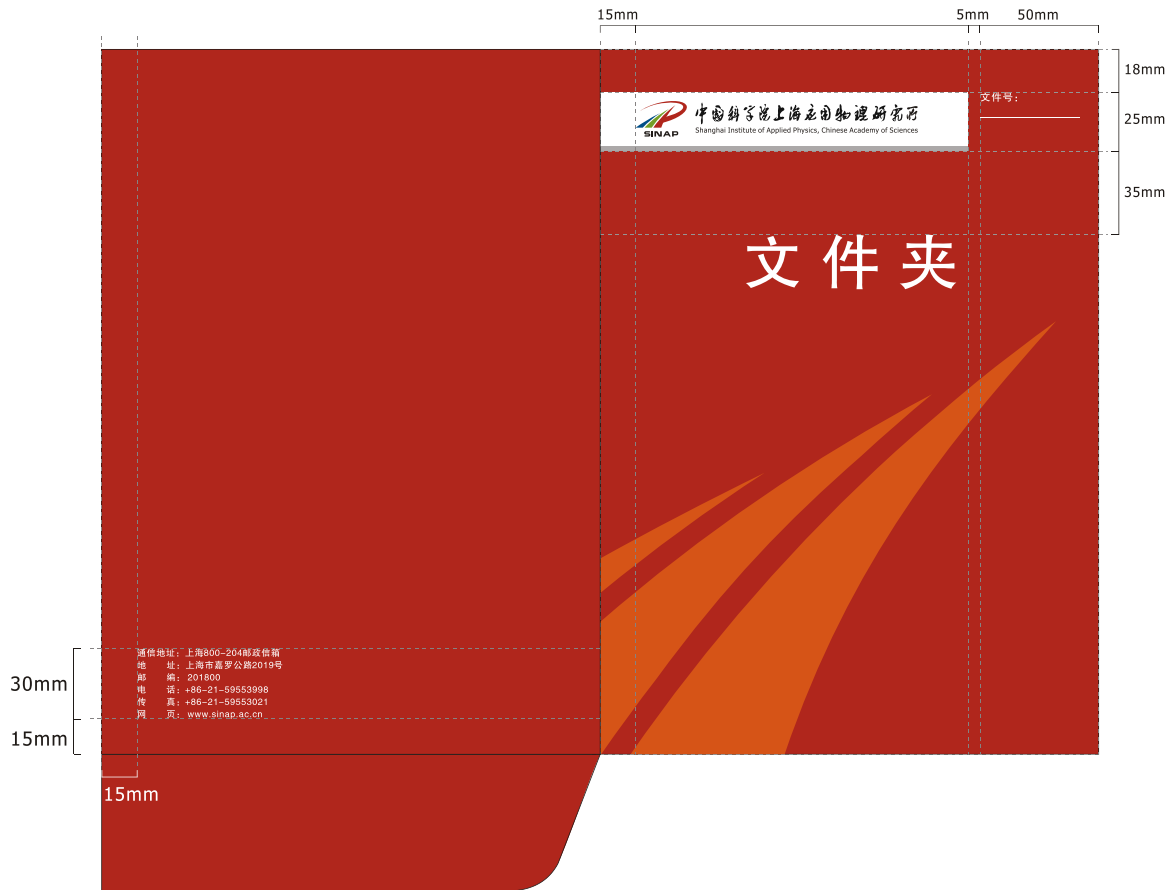 15mm
5mm
50mm
18mm
文件号：
中国科学院上海应用物理研究所
Shanghai Institute of Applied Physics, Chinese Academy of Sciences
SINAP
25mm
35mm
文件夹
通信地址：上海800-204邮政信箱
地 址：上海市嘉罗公路2019号
邮 编：201800
电 话：+86-21-59553998
传 真：+86-21-59553021
网 页：www.sinap.ac.cn
30mm
15mm
15mm